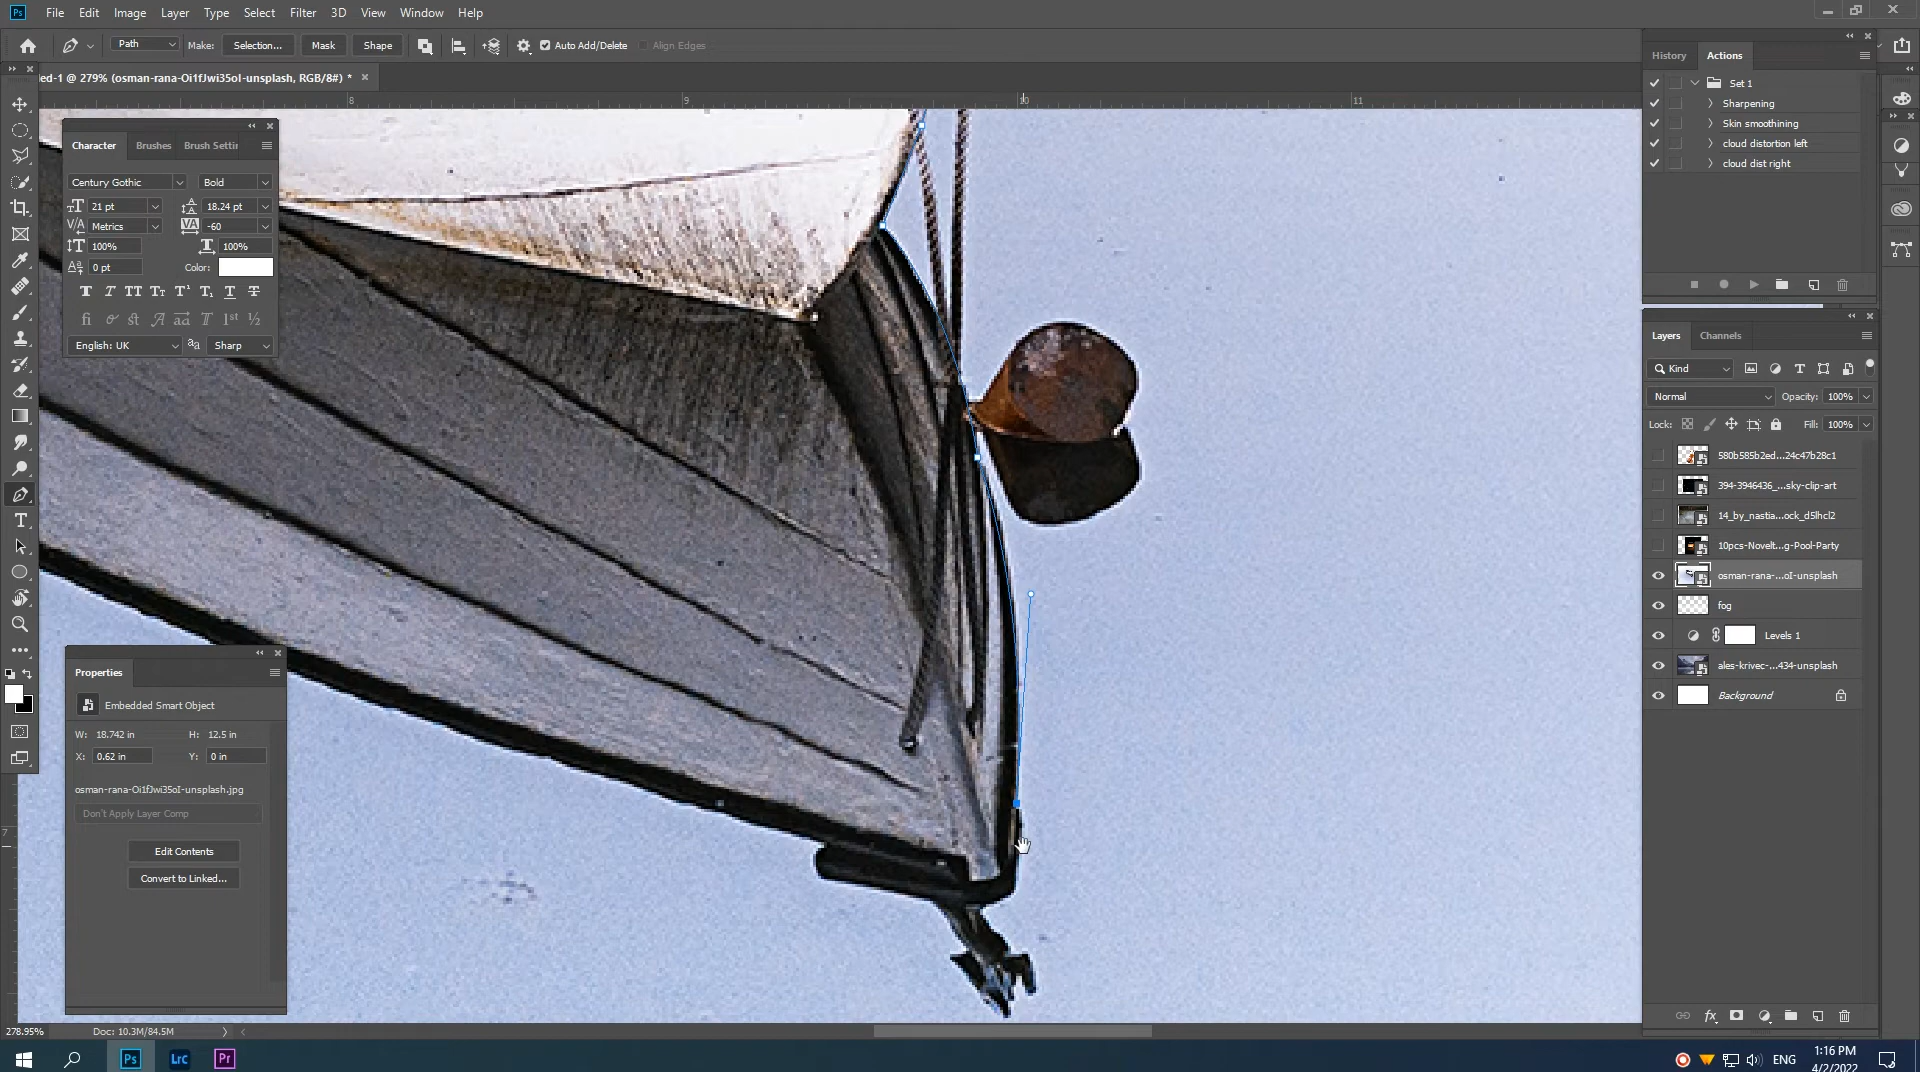 Ps File Edit Image Layer Type Select Filter 3D View Window Help
Path Make: Selection... Mask Shape Auto Add/Delete Align Edges
ed-1 @ 279% (osman-rana-Oi1fJwi35oI-unsplash, RGB/8#) *
8 9 10 11
Character Brushes Brush Settir
Century Gothic Bold
21 pt 18.24 pt
Metrics -60
100% 100%
0 pt Color:
English: UK Sharp
Properties
Embedded Smart Object
W: 18.742 in H: 12.5 in
X: 0.62 in Y: 0 in
osman-rana-Oi1fJwi35oI-unsplash.jpg
Don't Apply Layer Comp
Edit Contents
Convert to Linked...
7
History Actions
Set 1
Sharpening
Skin smoothining
cloud distortion left
cloud dist right
Layers Channels
Kind
Normal Opacity: 100%
Lock: Fill: 100%
580b585b2ed...24c47b28c1
394-3946436_...sky-clip-art
14_by_nastia...ock_d5lhcl2
10pcs-Novelt...g-Pool-Party
osman-rana-...oI-unsplash
fog
Levels 1
ales-krivec-...434-unsplash
Background
278.95% Doc: 10.3M/84.5M
Ps Lrc Pr ENG 1:16 PM
4/2/2022